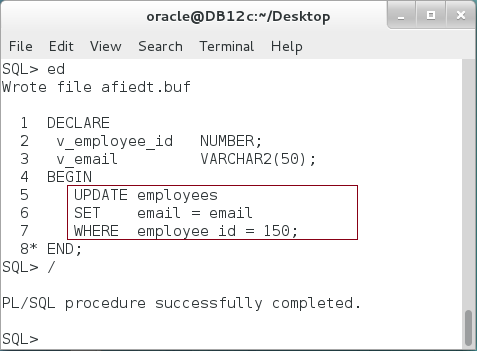 oracle@DB12c:~/Desktop
File Edit View Search Terminal Help
SQL> ed
Wrote file afiedt.buf
1 DECLARE
2 v_employee_id NUMBER;
3 v_email VARCHAR2(50);
4 BEGIN
5 UPDATE employees
6 SET email = email
7 WHERE employee_id = 150;
8* END;
SQL> /
PL/SQL procedure successfully completed.
SQL>